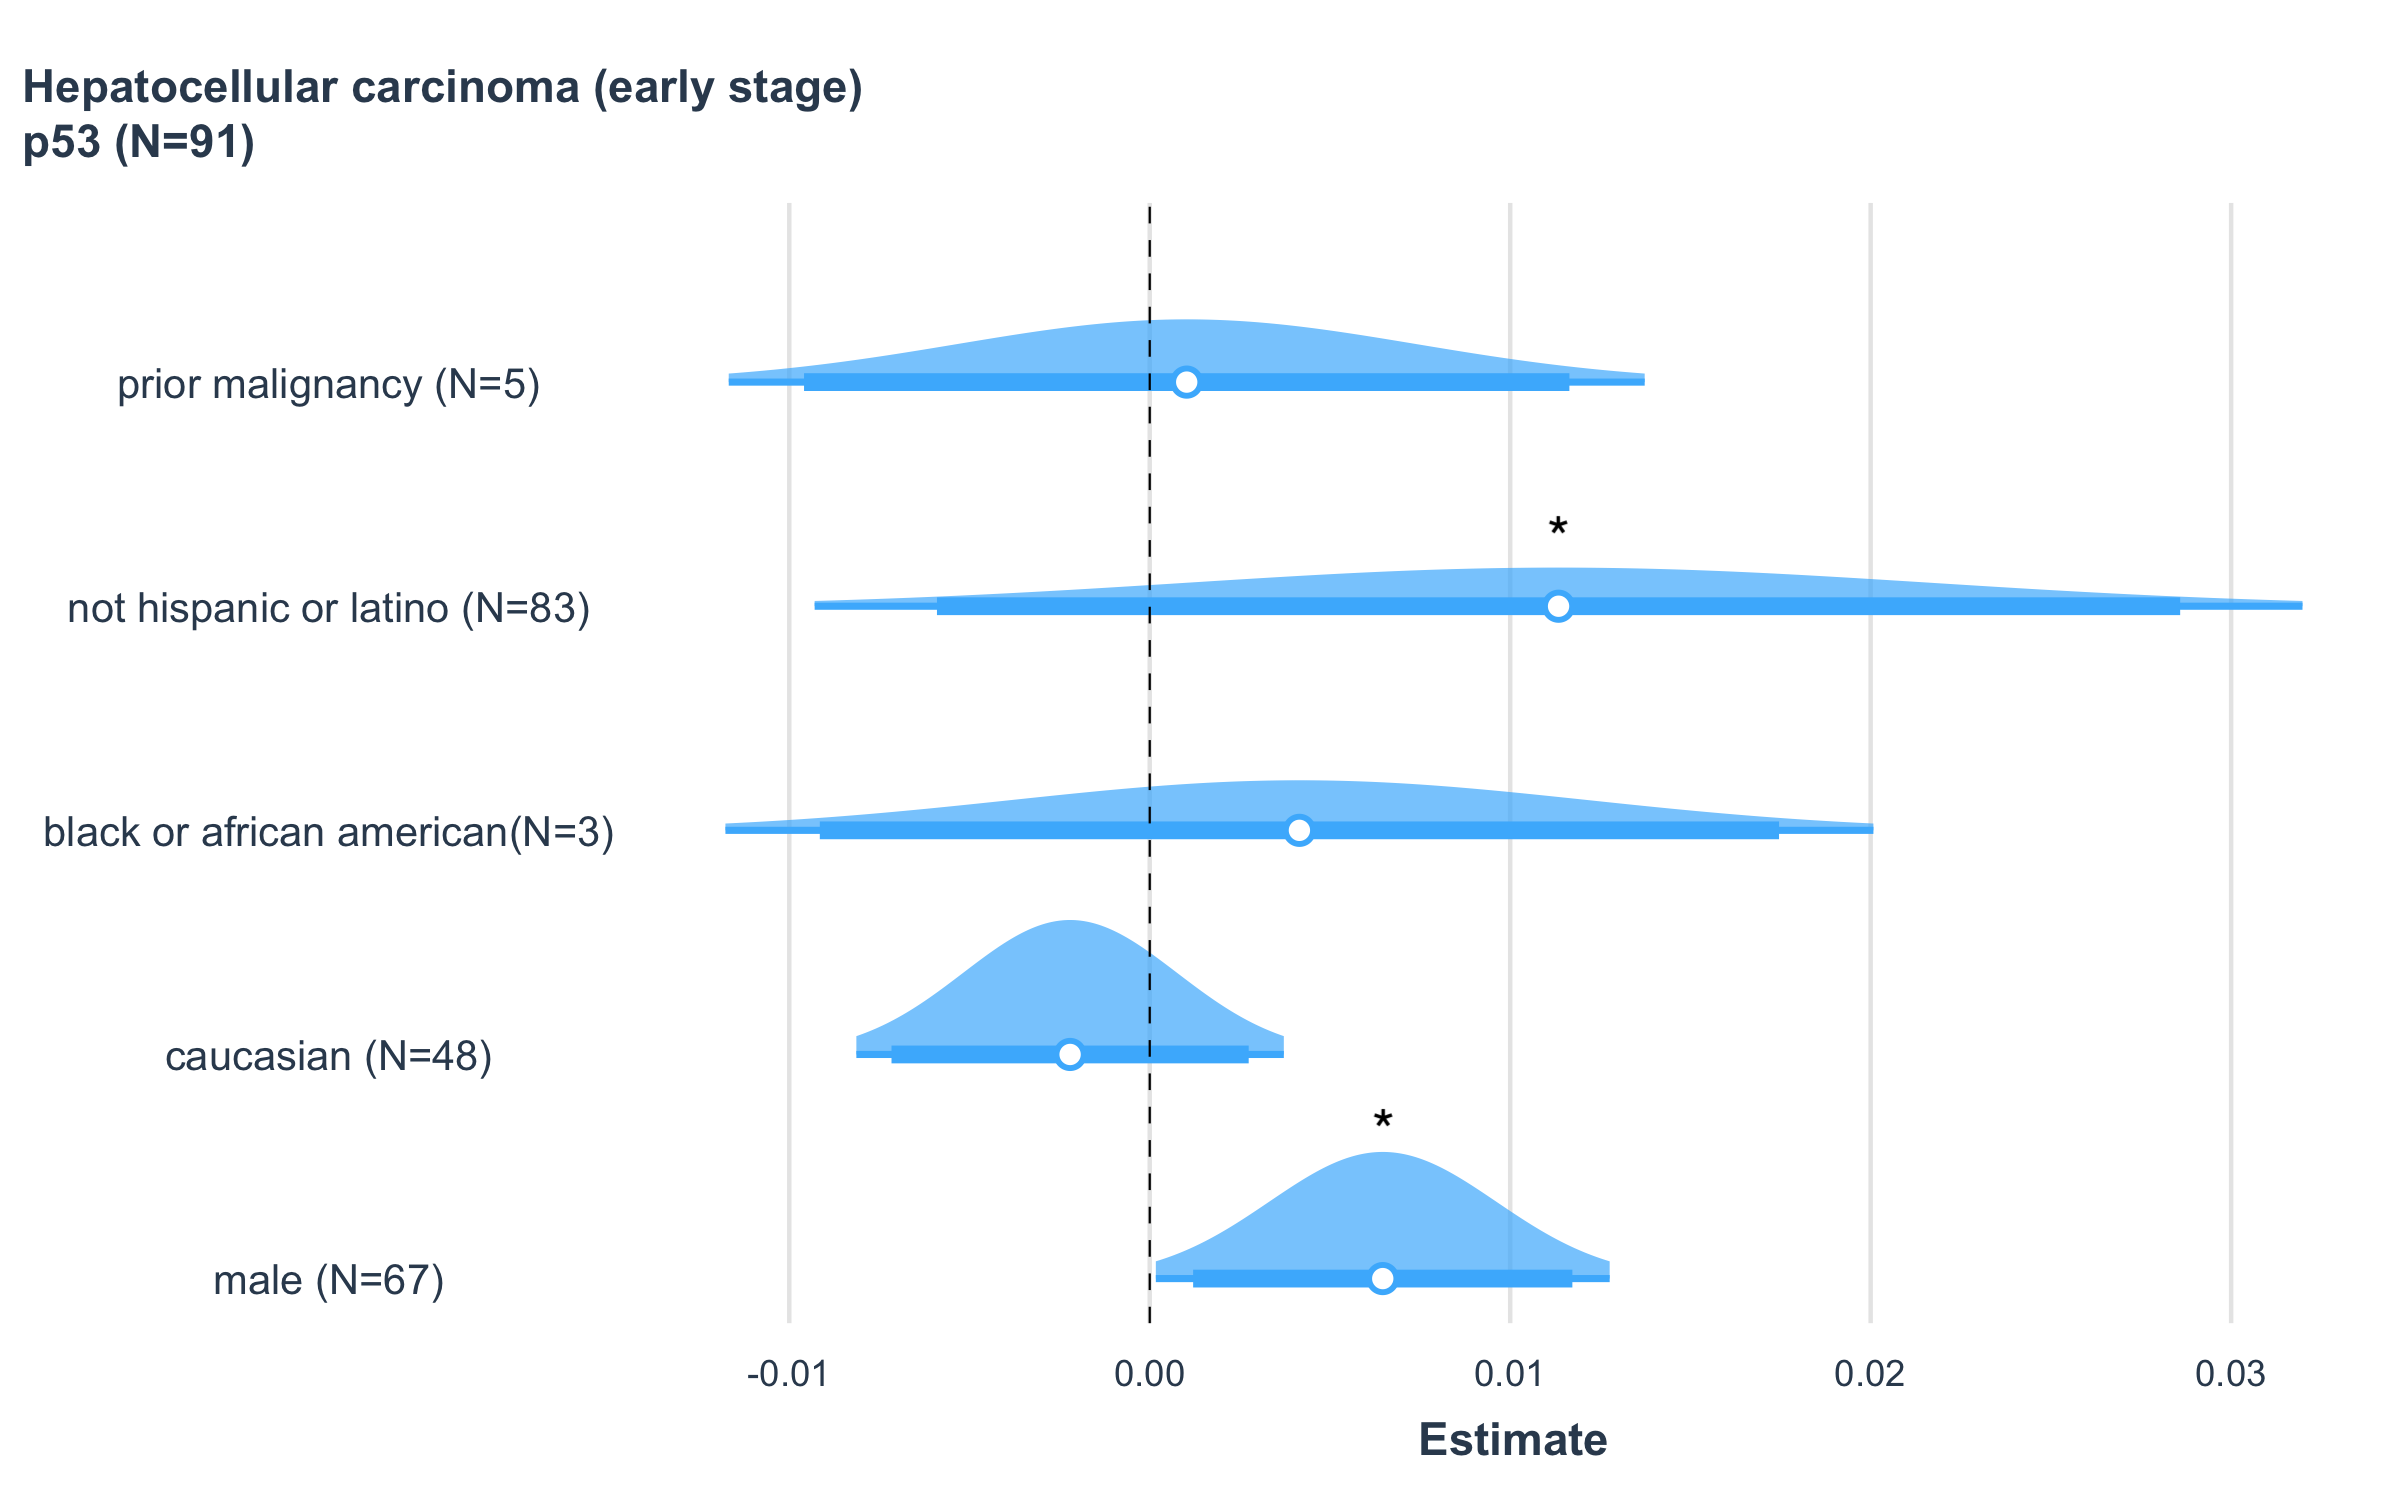 Hepatocellular carcinoma (early stage)
p53 (N=91)
prior malignancy (N=5)
*
not hispanic or latino (N=83)
black or african american(N=3)
caucasian (N=48)
*
male (N=67)
-0.01 0.00 0.01 0.02 0.03
Estimate